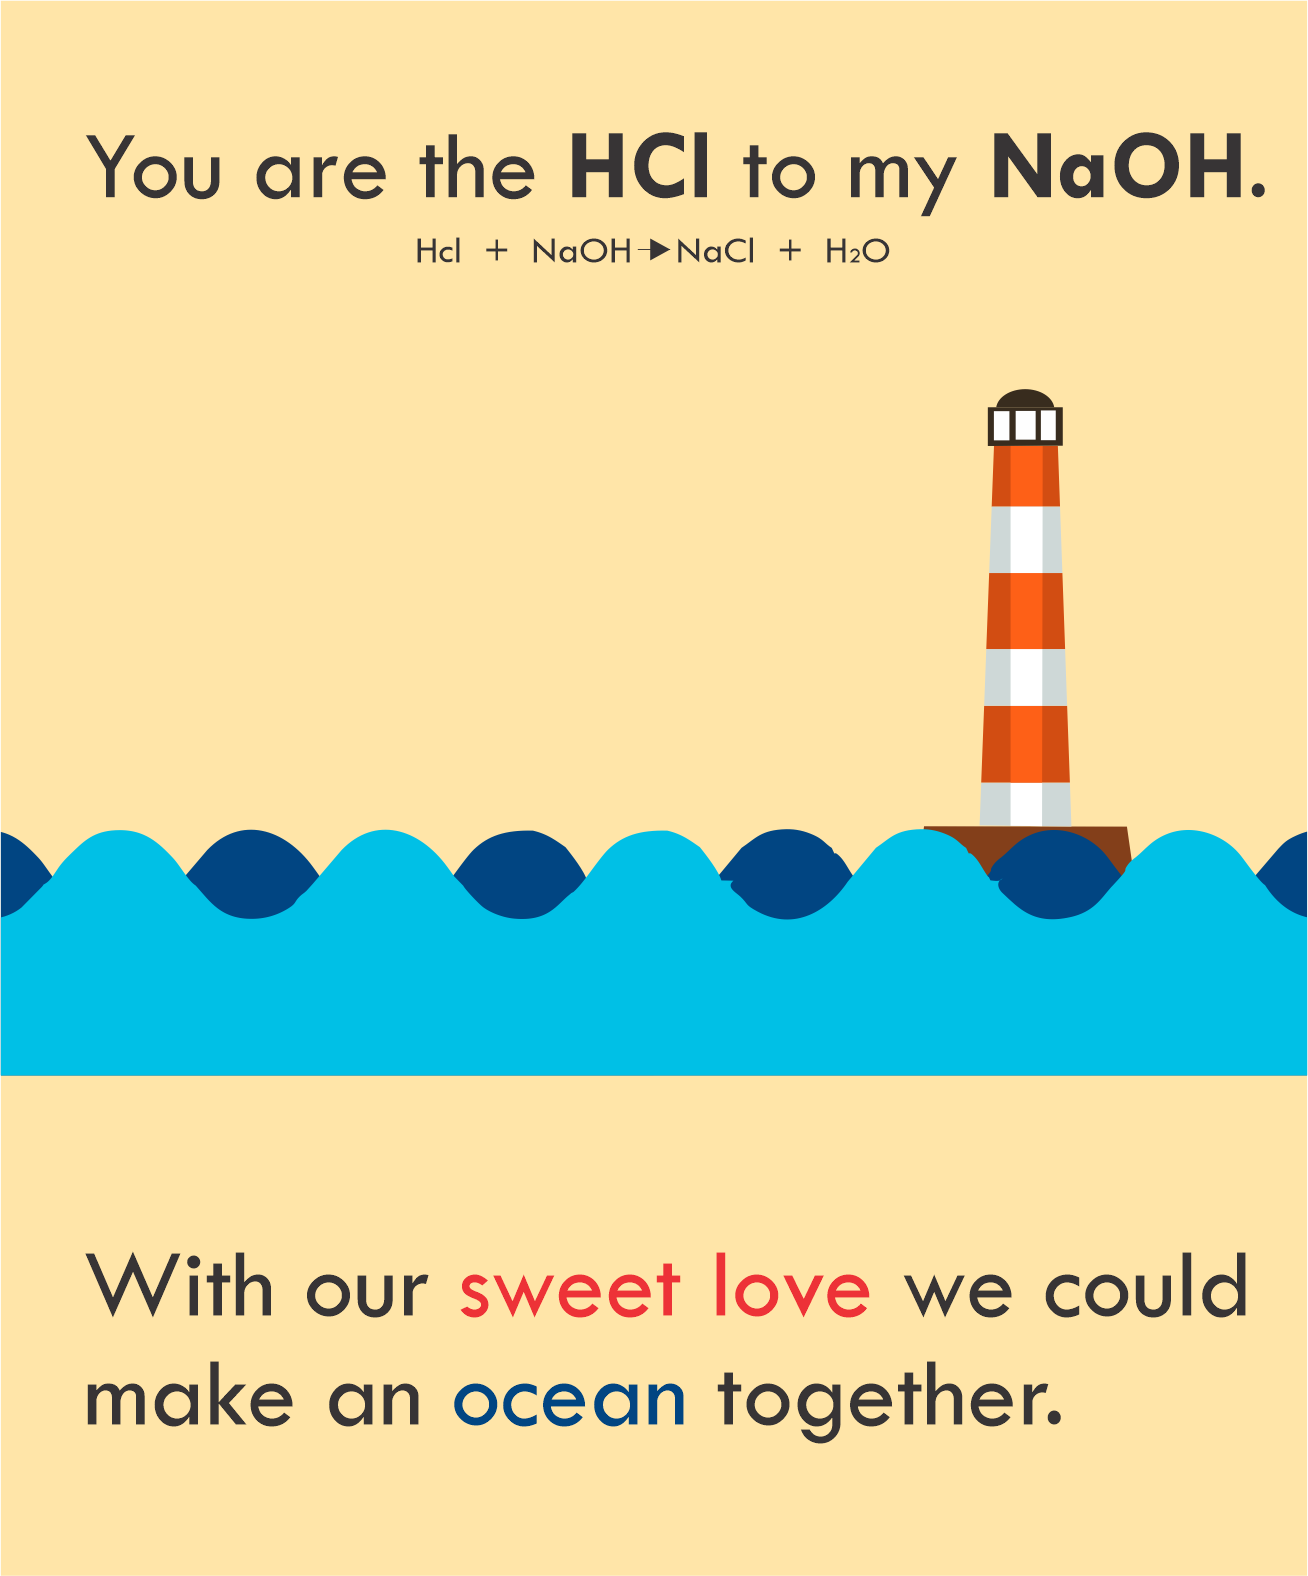 You are the HCl to my NaOH.
Hcl + NaOH→NaCl + H₂O
With our sweet love we could
make an ocean together.